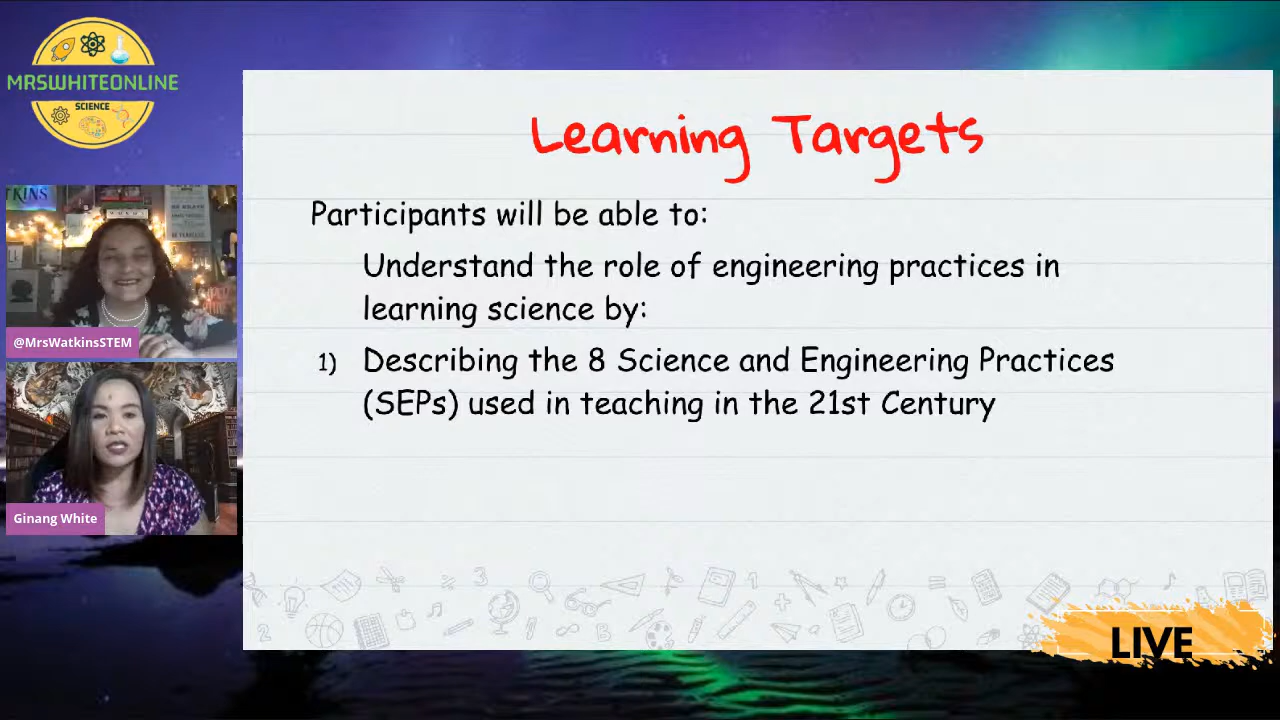 MRSWHITEONLINE
SCIENCE
KINS
@MrsWatkinsSTEM
Ginang White
Learning Targets
Participants will be able to:
Understand the role of engineering practices in
learning science by:
1) Describing the 8 Science and Engineering Practices
(SEPs) used in teaching in the 21st Century
LIVE